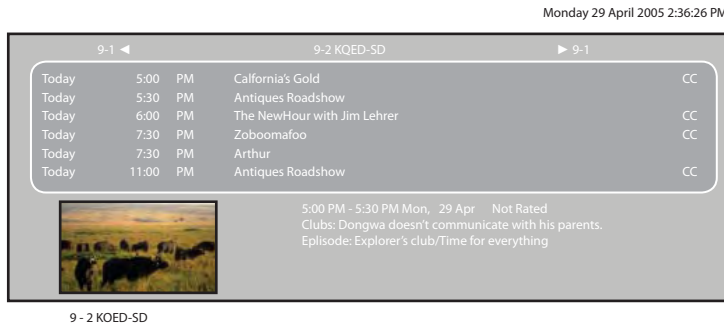 Monday 29 April 2005 2:36:26 PM
9-1 ◀ 9-2 KQED-SD ▶ 9-1
Today 5:00 PM Calfornia's Gold CC
Today 5:30 PM Antiques Roadshow
Today 6:00 PM The NewHour with Jim Lehrer CC
Today 7:30 PM Zoboomafoo CC
Today 7:30 PM Arthur
Today 11:00 PM Antiques Roadshow CC
5:00 PM - 5:30 PM Mon, 29 Apr Not Rated
Clubs: Dongwa doesn't communicate with his parents.
Eplisode: Explorer's club/Time for everything
9 - 2 KOED-SD